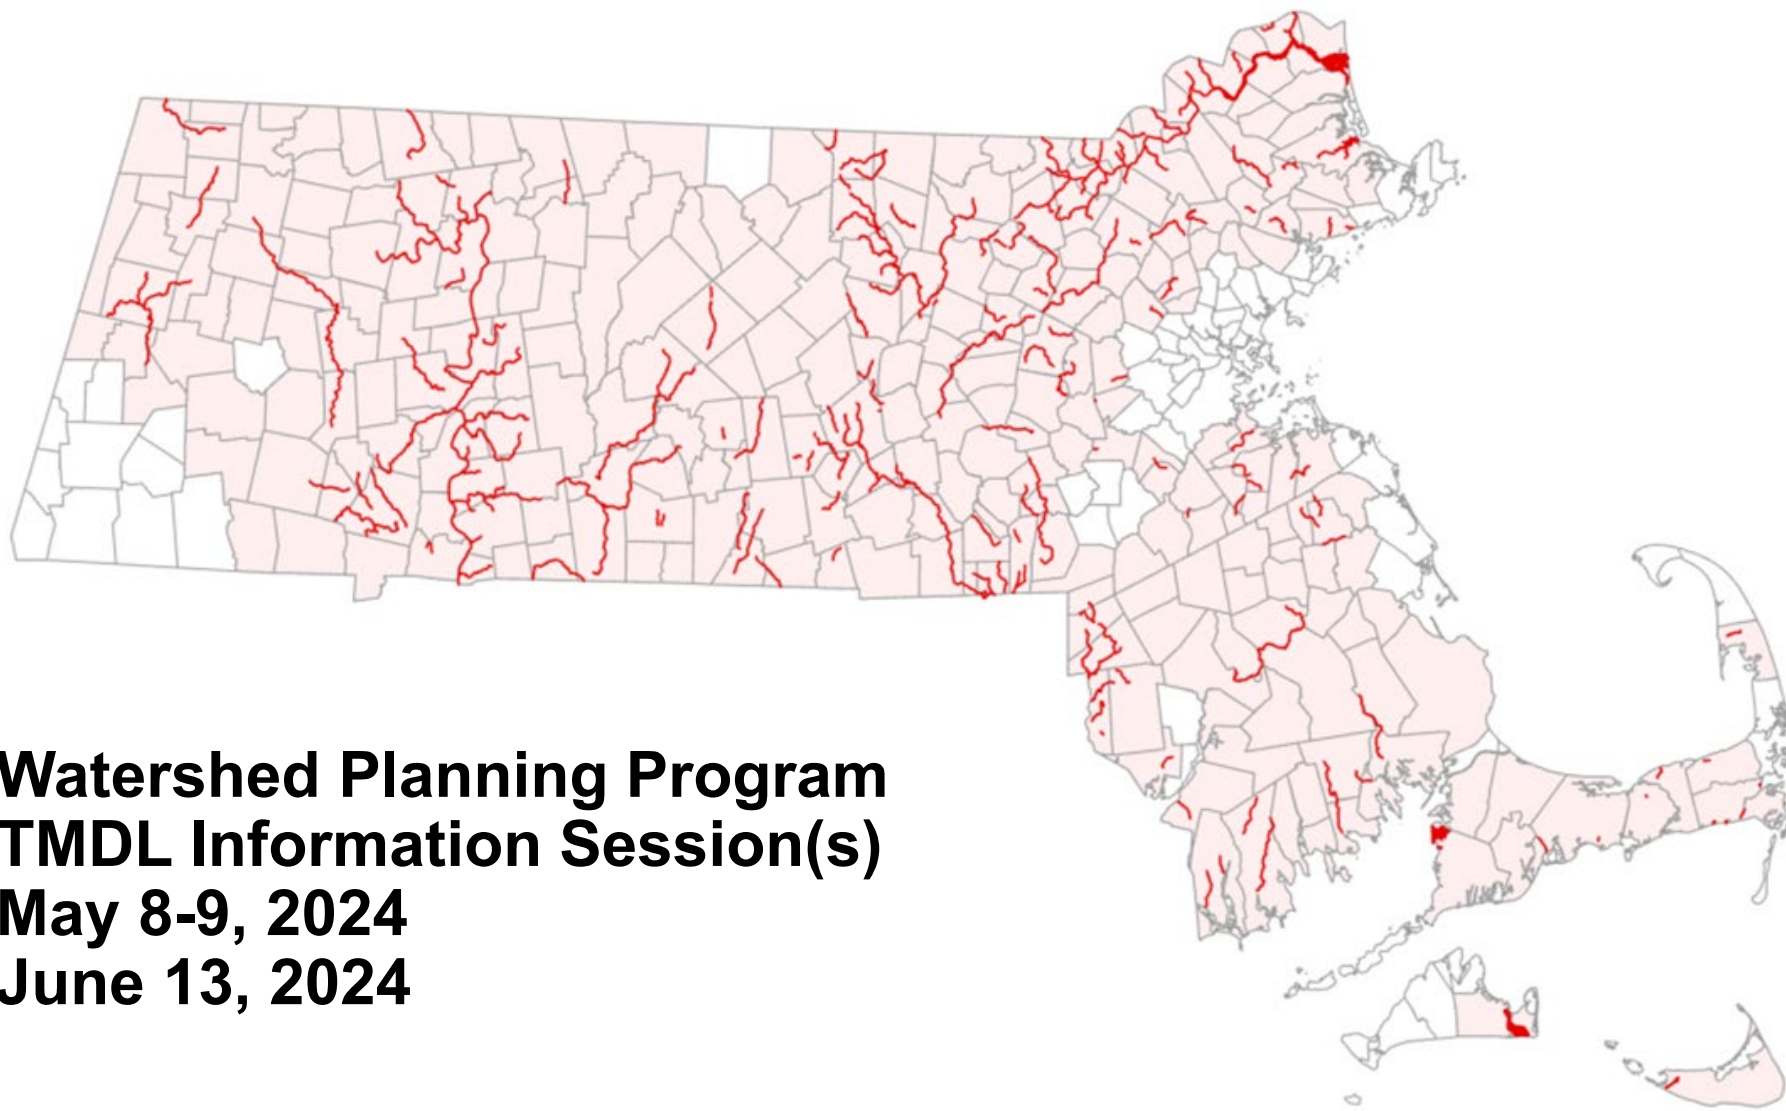 Watershed Planning Program
TMDL Information Session(s)
May 8-9, 2024
June 13, 2024